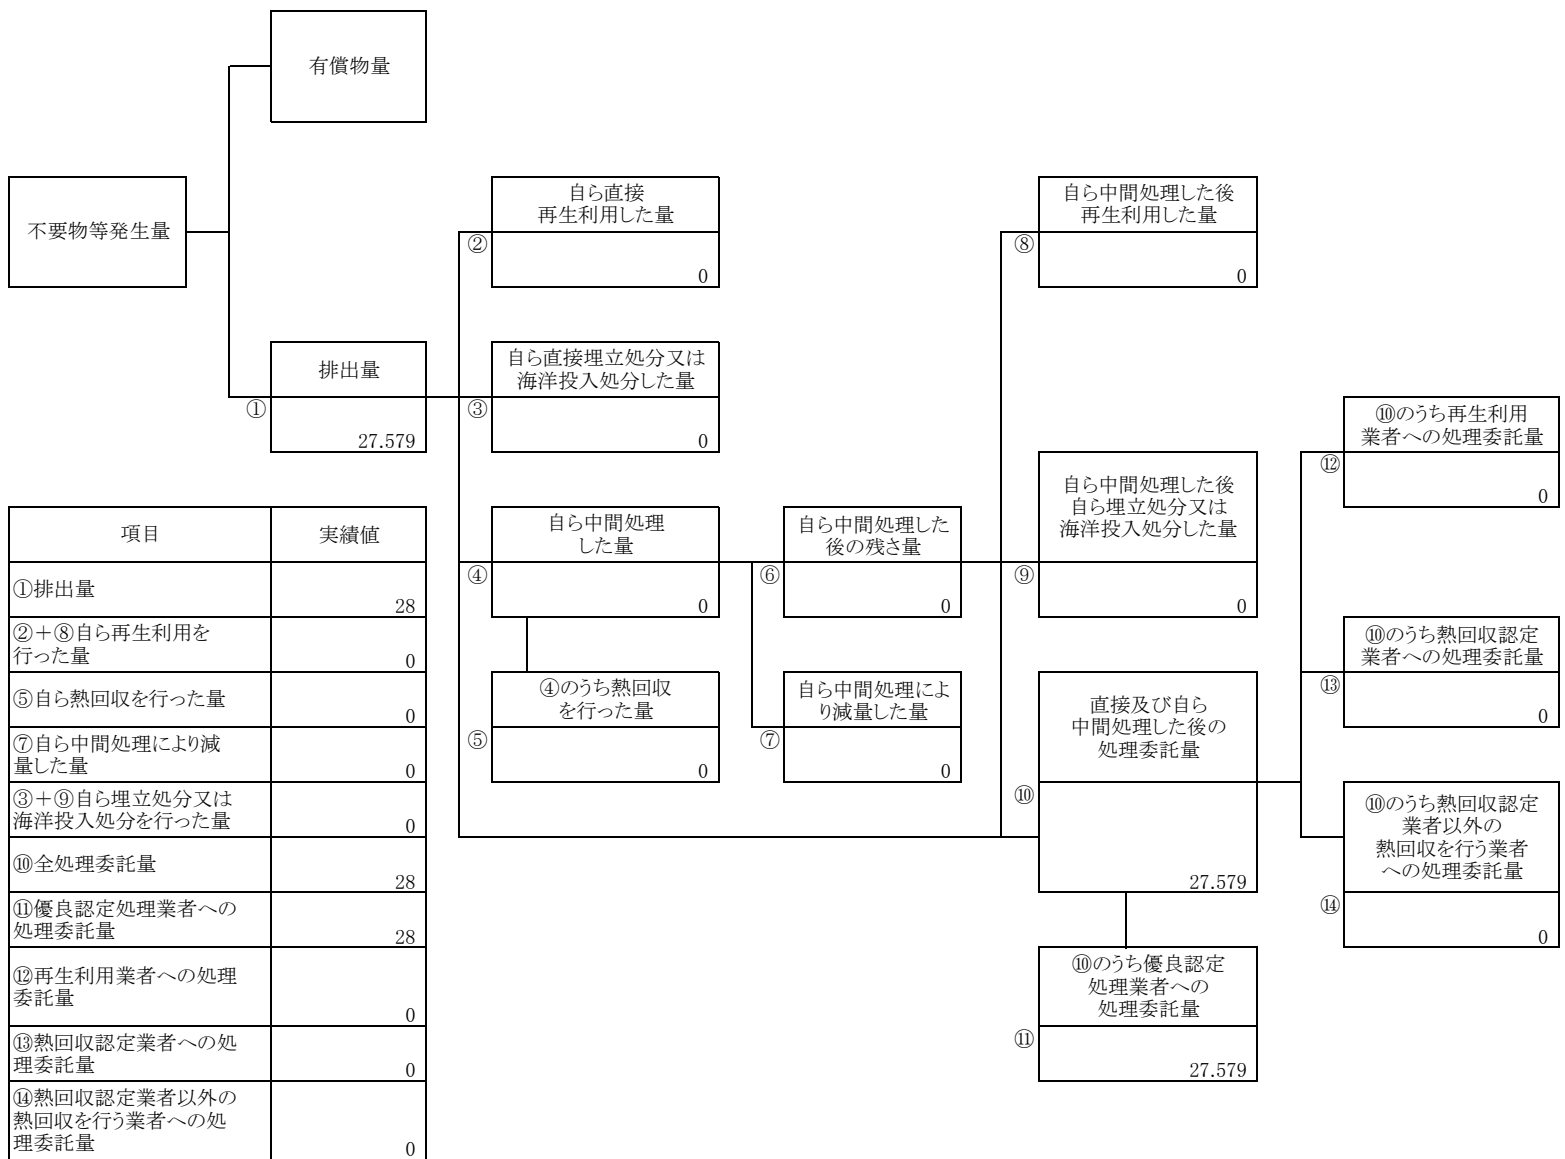 有償物量
不要物等発生量
自ら直接
再生利用した量
②
0
自ら中間処理した後
再生利用した量
⑧
0
排出量
①
27.579
自ら直接埋立処分又は
海洋投入処分した量
③
0
⑩のうち再生利用
業者への処理委託量
⑫
0
自ら中間処理
した量
④
0
自ら中間処理した
後の残さ量
⑥
0
自ら中間処理した後
自ら埋立処分又は
海洋投入処分した量
⑨
0
⑩のうち熱回収認定
業者への処理委託量
⑬
0
④のうち熱回収
を行った量
⑤
0
自ら中間処理によ
り減量した量
⑦
0
直接及び自ら
中間処理した後の
処理委託量
⑩
27.579
⑩のうち熱回収認定
業者以外の
熱回収を行う業者
への処理委託量
⑭
0
⑩のうち優良認定
処理業者への
処理委託量
⑪
27.579
項目 実績値
①排出量
28
②＋⑧自ら再生利用を
行った量 0
⑤自ら熱回収を行った量
0
⑦自ら中間処理により減
量した量 0
③＋⑨自ら埋立処分又は
海洋投入処分を行った量 0
⑩全処理委託量
28
⑪優良認定処理業者への
処理委託量 28
⑫再生利用業者への処理
委託量
0
⑬熱回収認定業者への処
理委託量 0
⑭熱回収認定業者以外の
熱回収を行う業者への処
理委託量 0